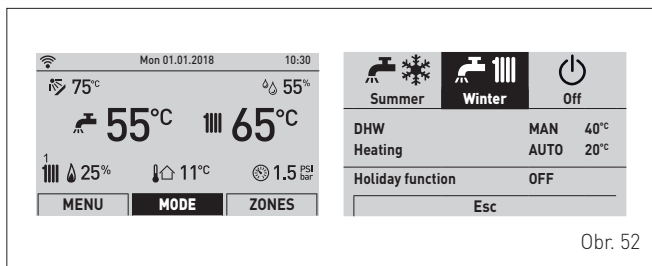 Mon 01.01.2018 10:30
75°C 55%
55°C 65°C
1
25% 11°C 1.5 PSI bar
MENU MODE ZONES
Summer Winter Off
DHW MAN 40°C
Heating AUTO 20°C
Holiday function OFF
Esc
Obr. 52